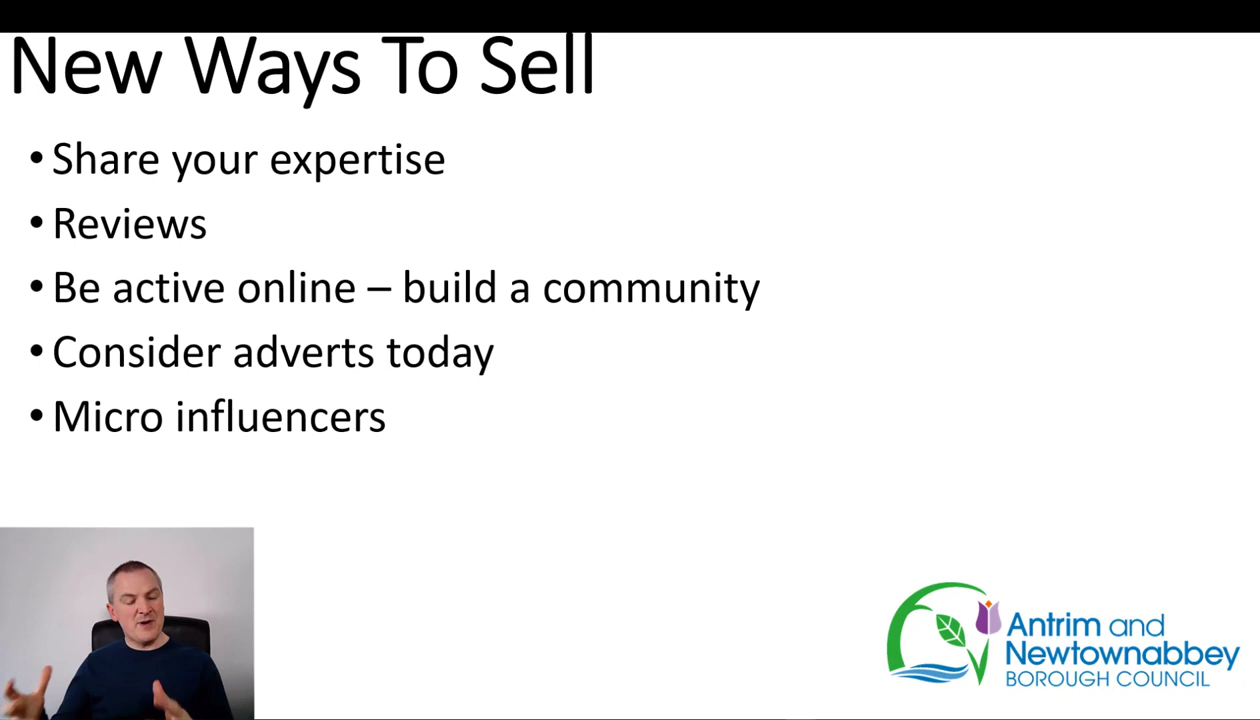 New Ways To Sell
• Share your expertise
• Reviews
• Be active online – build a community
• Consider adverts today
• Micro influencers
Antrim and
Newtownabbey
BOROUGH COUNCIL